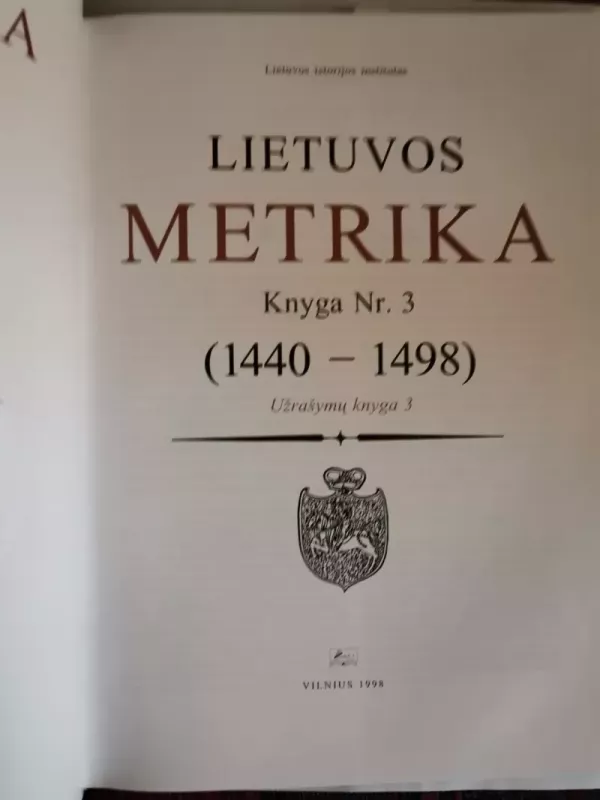 A
Lietuvos istorijos institutas
LIETUVOS
METRIKA
Knyga Nr. 3
(1440 – 1498)
Užrašymų knyga 3
VILNIUS 1998